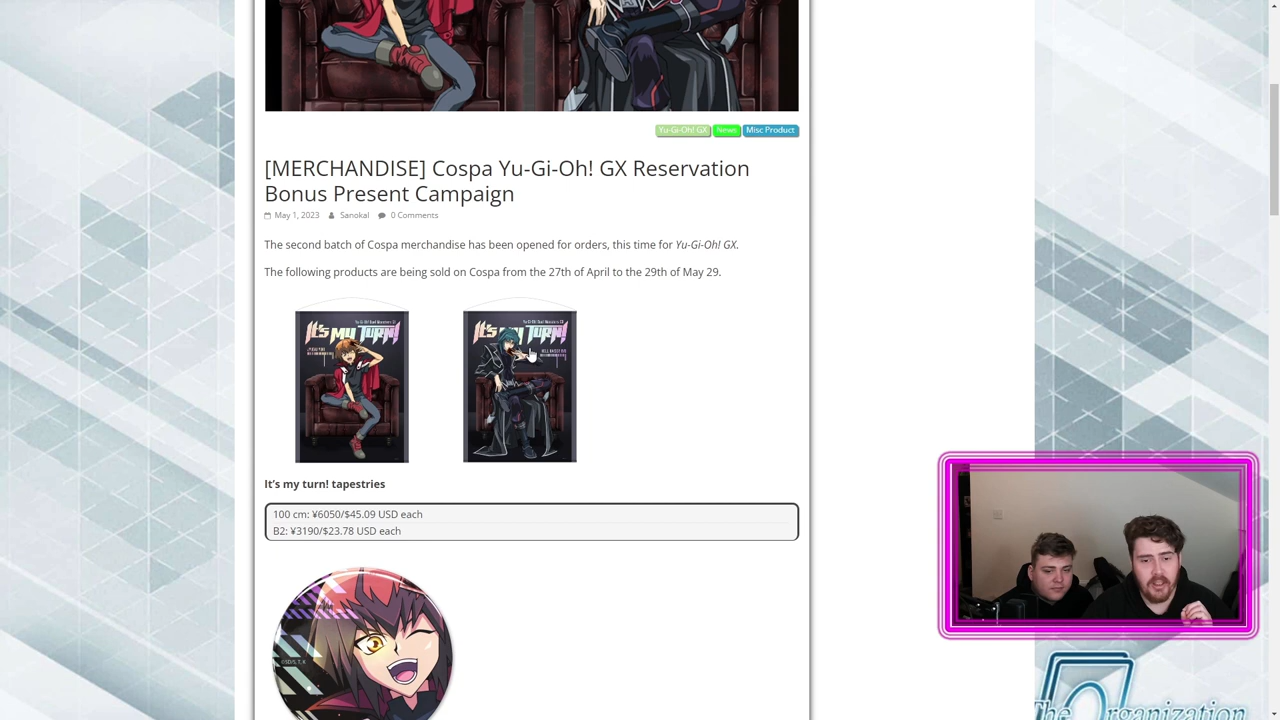 Yu-Gi-Oh! GX News Misc Product
[MERCHANDISE] Cospa Yu-Gi-Oh! GX Reservation
Bonus Present Campaign
May 1, 2023 Sanokal 0 Comments
The second batch of Cospa merchandise has been opened for orders, this time for Yu-Gi-Oh! GX.
The following products are being sold on Cospa from the 27th of April to the 29th of May 29.
IT'S MY TURN!
IT'S MY TURN!
It's my turn! tapestries
100 cm: ¥6050/$45.09 USD each
B2: ¥3190/$23.78 USD each
The Organization